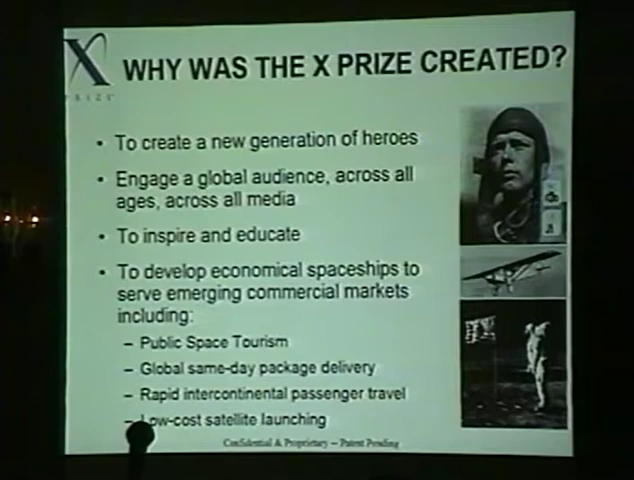 X
PRIZE
WHY WAS THE X PRIZE CREATED?
• To create a new generation of heroes
• Engage a global audience, across all
ages, across all media
• To inspire and educate
• To develop economical spaceships to
serve emerging commercial markets
including:
– Public Space Tourism
– Global same-day package delivery
– Rapid intercontinental passenger travel
– Low-cost satellite launching
Confidential & Proprietary – Patent Pending